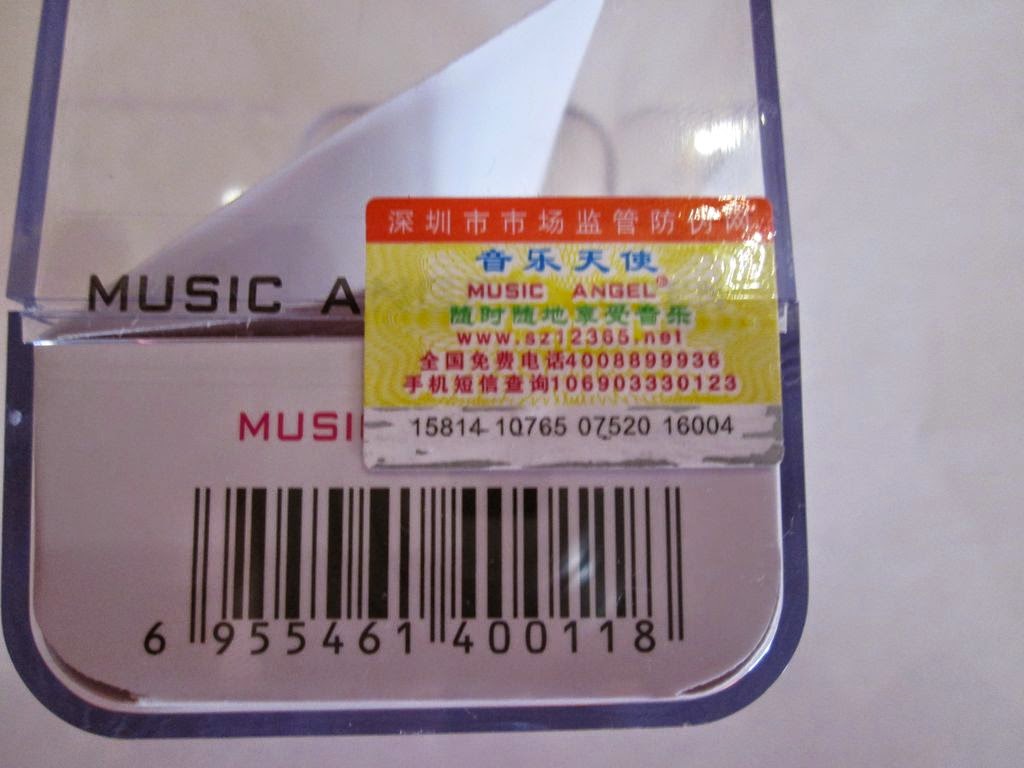 深圳市市场监管防伪网
音乐天使
MUSIC ANGEL®
随时随地享受音乐
www.sz12365.net
全国免费电话4008899936
手机短信查询106903330123
15814 10765 07520 16004
MUSIC A
MUSI
6 955461 400118